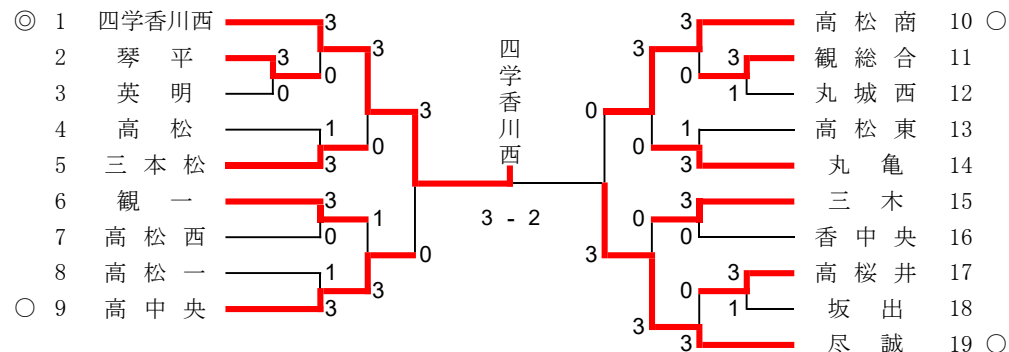 ◎ 1 四学香川西 3
2 琴平 3
3 英明 0
0
3
4 高松 1
5 三本松 3
0
3
6 観一 3
7 高松西 0
1
8 高松一 1
○ 9 高中央 3
3
0
四学香川西
3 - 2
3 高松商 10 ○
3 観総合 11
1 丸城西 12
0
3
1 高松東 13
3 丸亀 14
0
0
3 三木 15
0 香中央 16
0
3 高桜井 17
1 坂出 18
0
3 尽誠 19 ○
3
3